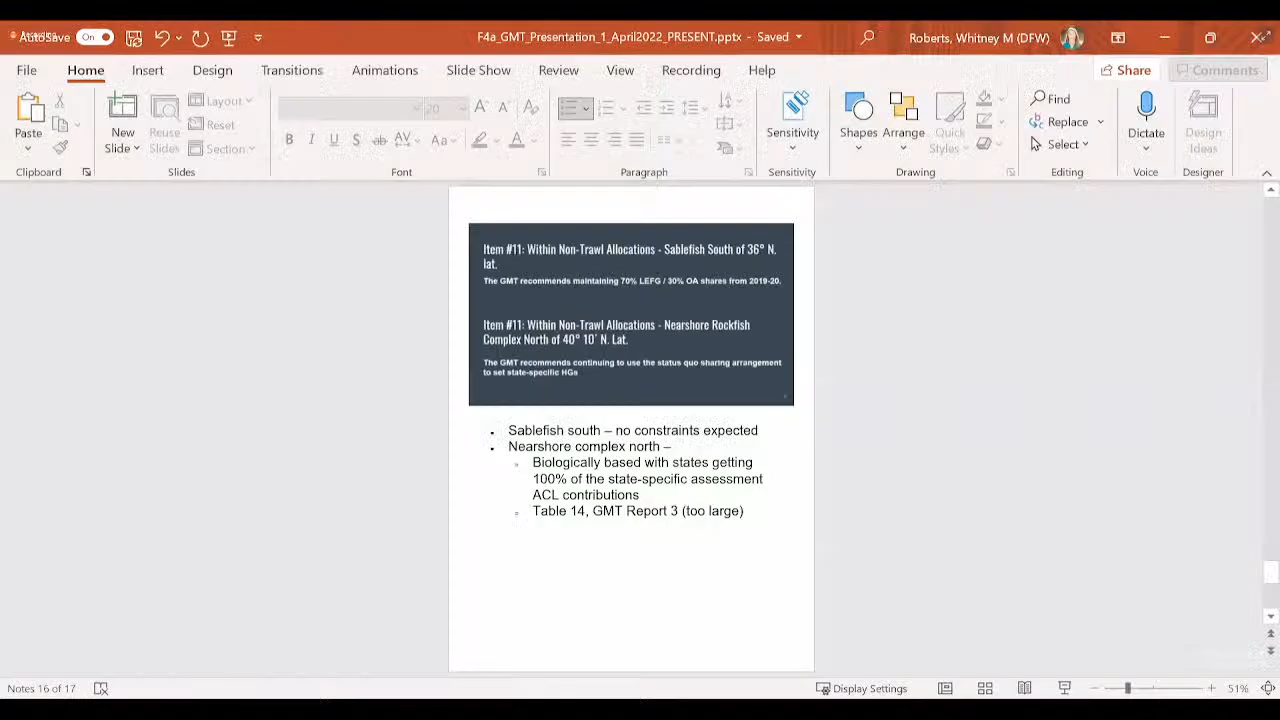 AutoSave On
F4a_GMT_Presentation_1_April2022_PRESENT.pptx - Saved
Roberts, Whitney M (DFW)
File Home Insert Design Transitions Animations Slide Show Review View Recording Help
Share Comments
Paste
Clipboard
New Slide
Reuse Slides
Layout
Reset
Section
Slides
20
Font
Paragraph
Sensitivity
Sensitivity
Shapes Arrange Quick Styles
Drawing
Find
Replace
Select
Editing
Dictate
Voice
Design Ideas
Designer
Item #11: Within Non-Trawl Allocations - Sablefish South of 36° N.
lat.
The GMT recommends maintaining 70% LEFG / 30% OA shares from 2019-20.
Item #11: Within Non-Trawl Allocations - Nearshore Rockfish
Complex North of 40° 10' N. Lat.
The GMT recommends continuing to use the status quo sharing arrangement
to set state-specific HGs
Sablefish south – no constraints expected
Nearshore complex north –
Biologically based with states getting
100% of the state-specific assessment
ACL contributions
Table 14, GMT Report 3 (too large)
Notes 16 of 17
Display Settings
51%